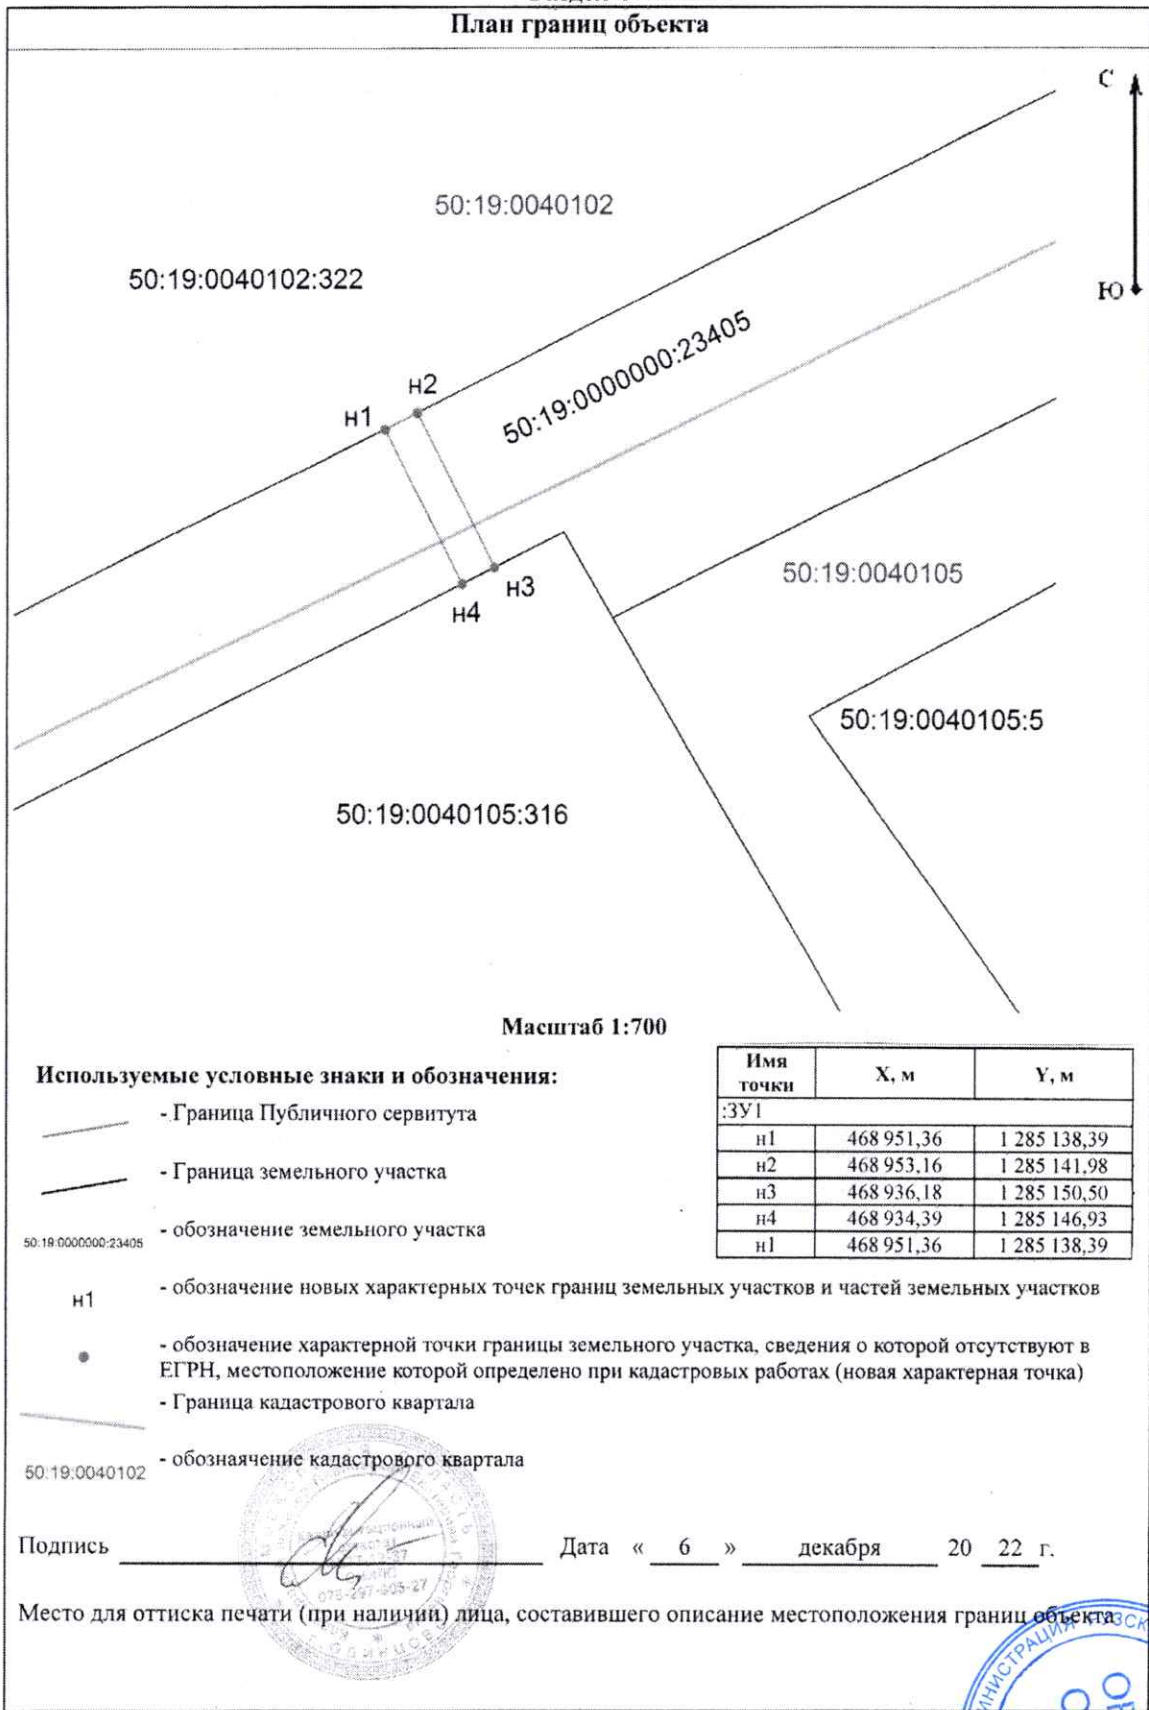 План границ объекта
С
50:19:0040102
50:19:0040102:322
Ю
50:19:0000000:23405
н2
н1
50:19:0040105
н3
н4
50:19:0040105:5
50:19:0040105:316
Масштаб 1:700
Используемые условные знаки и обозначения:
- Граница Публичного сервитута
- Граница земельного участка
50:19:0000000:23405 - обозначение земельного участка
н1 - обозначение новых характерных точек границ земельных участков и частей земельных участков
- обозначение характерной точки границы земельного участка, сведения о которой отсутствуют в
ЕГРН, местоположение которой определено при кадастровых работах (новая характерная точка)
- Граница кадастрового квартала
50:19:0040102 - обознаячение кадастрового квартала
Имя точки X, м Y, м
:ЗУ1
н1 468 951,36 1 285 138,39
н2 468 953,16 1 285 141,98
н3 468 936,18 1 285 150,50
н4 468 934,39 1 285 146,93
н1 468 951,36 1 285 138,39
Подпись Дата « 6 » декабря 20 22 г.
Место для оттиска печати (при наличии) лица, составившего описание местоположения границ объекта